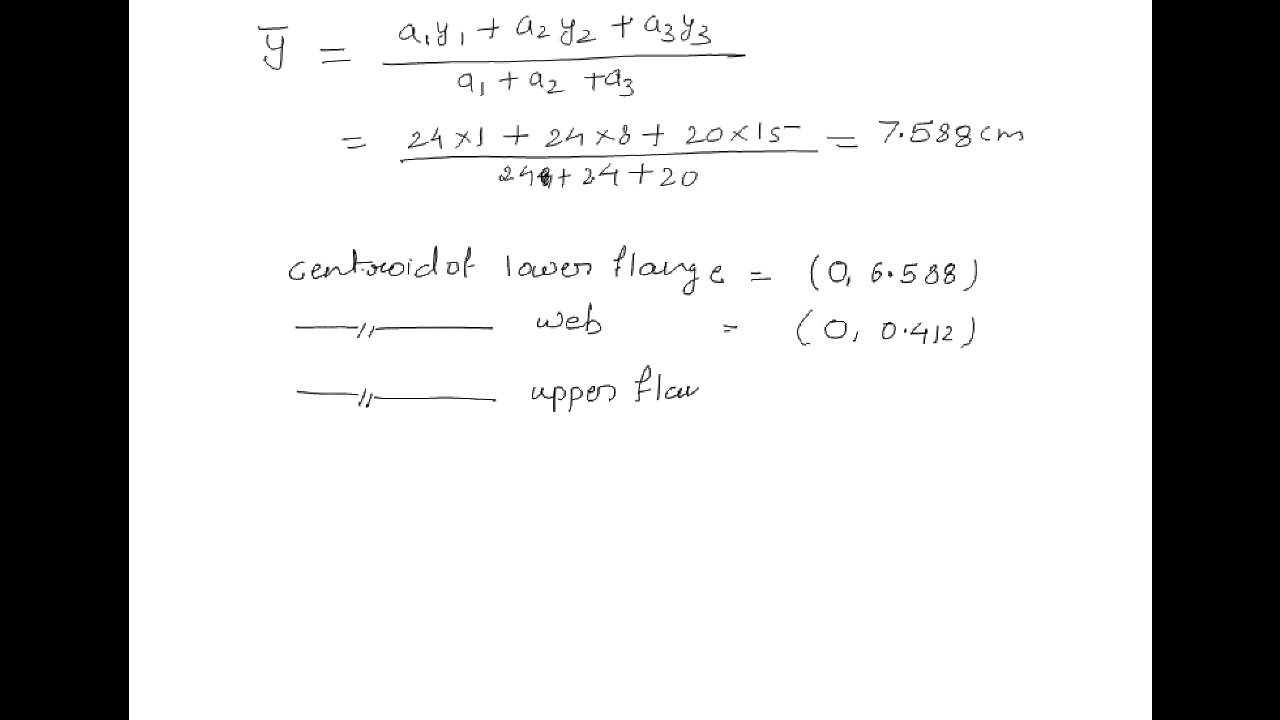 ȳ = a₁y₁ + a₂y₂ + a₃y₃ / a₁ + a₂ + a₃
= 24×1 + 24×8 + 20×15 / 24 + 24 + 20 = 7.588 cm
centroid of lower flange = (0, 6.588)
—〃— web = (0, 0.412)
—〃— upper flan